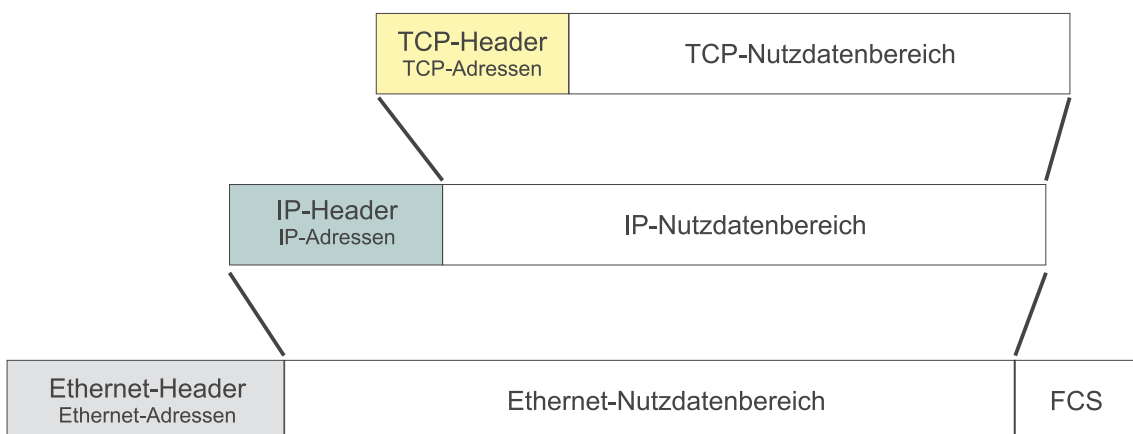 TCP-Header
TCP-Adressen
TCP-Nutzdatenbereich
IP-Header
IP-Adressen
IP-Nutzdatenbereich
Ethernet-Header
Ethernet-Adressen
Ethernet-Nutzdatenbereich
FCS